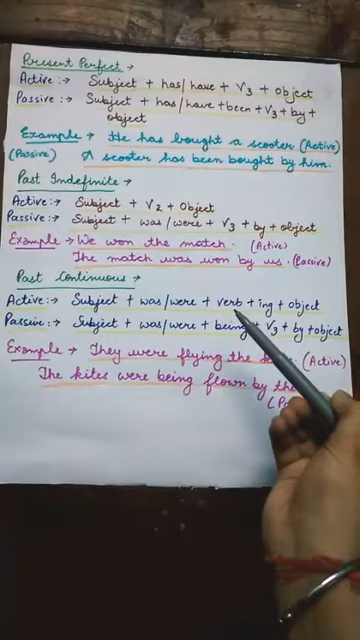 Present Perfect →
Active :→ Subject + has/have + V3 + object
Passive :→ Subject + has/have + been + V3 + by +
object
Example :→ He has bought a scooter (Active)
(Passive) A scooter has been bought by him.
Past Indefinite :→
Active :→ Subject + V2 + Object
Passive :→ Subject + was/were + V3 + by + object
Example → We won the match. (Active)
The match was won by us. (Passive)
Past Continuous :→
Active :→ Subject + was/were + verb + ing + object
Passive :→ Subject + was/were + being + V3 + by + object
Example :→ They were flying the (Active)
The kites were being flown by